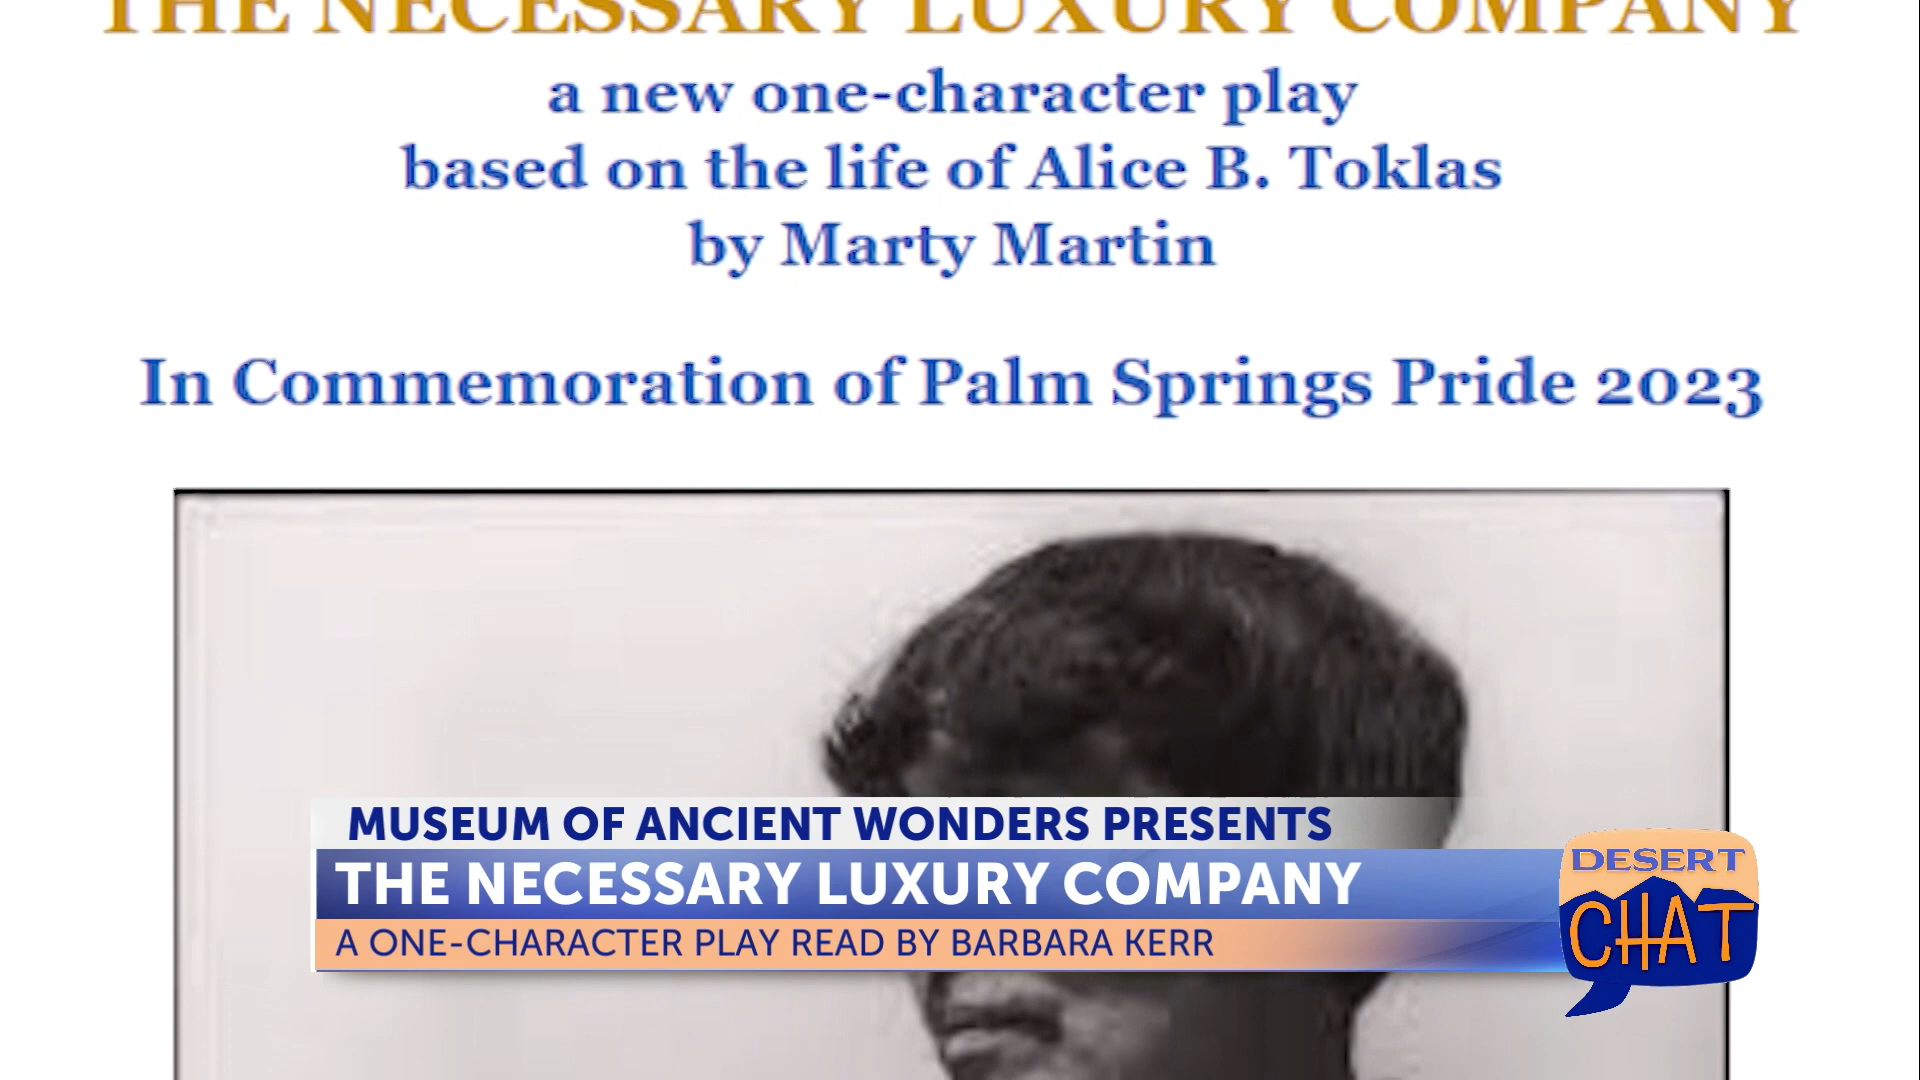 THE NECESSARY LUXURY COMPANY
a new one-character play
based on the life of Alice B. Toklas
by Marty Martin
In Commemoration of Palm Springs Pride 2023
MUSEUM OF ANCIENT WONDERS PRESENTS
THE NECESSARY LUXURY COMPANY
A ONE-CHARACTER PLAY READ BY BARBARA KERR
DESERT
CHAT